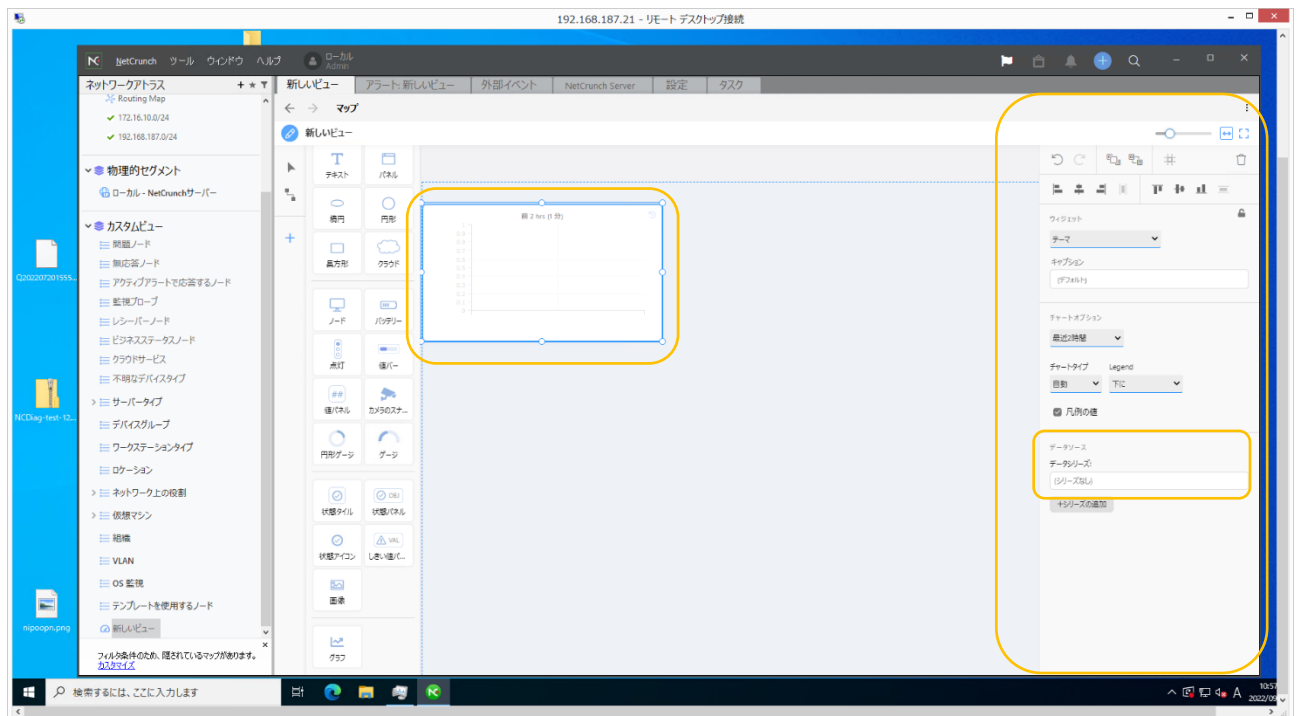 192.168.187.21 - リモート デスクトップ接続
NetCrunch ツール ウィンドウ ヘルプ
ローカル
Admin
ネットワークアトラス
新しいビュー
アラート: 新しいビュー
外部イベント
NetCrunch Server
設定
タスク
Routing Map
172.16.10.0/24
192.168.187.0/24
物理的セグメント
ローカル - NetCrunchサーバー
カスタムビュー
問題ノード
無応答ノード
アクティブアラートで応答するノード
監視プローブ
レシーバーノード
ビジネスステータスノード
クラウドサービス
不明なデバイスタイプ
サーバータイプ
デバイスグループ
ワークステーションタイプ
ロケーション
ネットワーク上の役割
仮想マシン
組織
VLAN
OS 監視
テンプレートを使用するノード
新しいビュー
フィルタ条件のため、隠されているマップがあります。
カスタマイズ
マップ
新しいビュー
テキスト
パネル
楕円
円形
長方形
クラウド
ノード
バッテリー
点灯
値バー
##
値パネル
カメラのスナ...
円形ゲージ
ゲージ
OBJ
状態タイル
状態パネル
VAL
状態アイコン
しきい値パ...
画像
グラフ
前 2 hrs (1 分)
ウィジェット
テーマ
キャプション
(デフォルト)
チャートオプション
最近2時間
チャートタイプ
Legend
自動
下に
凡例の値
データソース
データシリーズ:
(シリーズなし)
+シリーズの追加
Q202207201555...
NCDiag-test-12...
nipoopn.png
検索するには、ここに入力します
A
10:57
2022/09